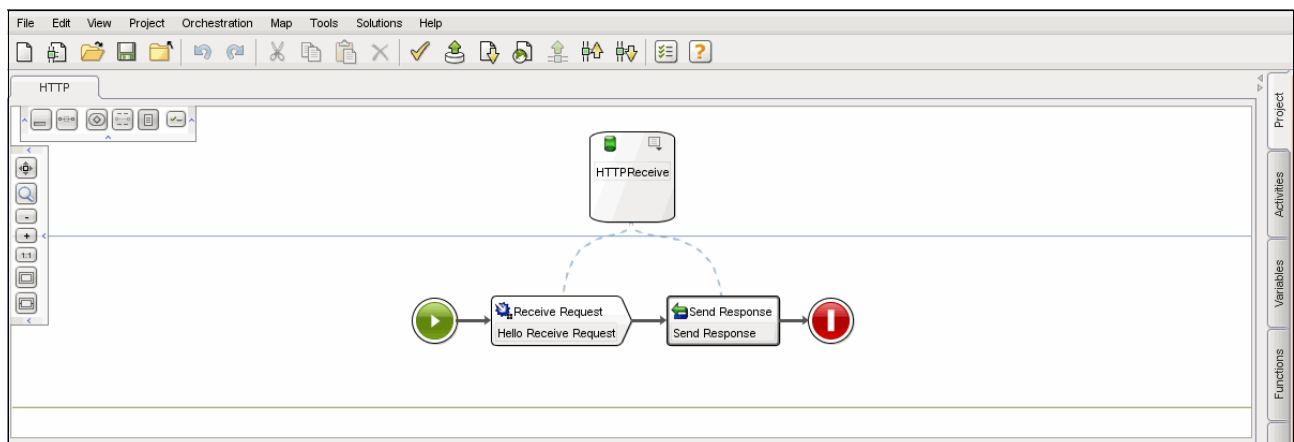 File Edit View Project Orchestration Map Tools Solutions Help
HTTP
HTTPReceive
Receive Request
Hello Receive Request
Send Response
Send Response
1:1
Project
Activities
Variables
Functions